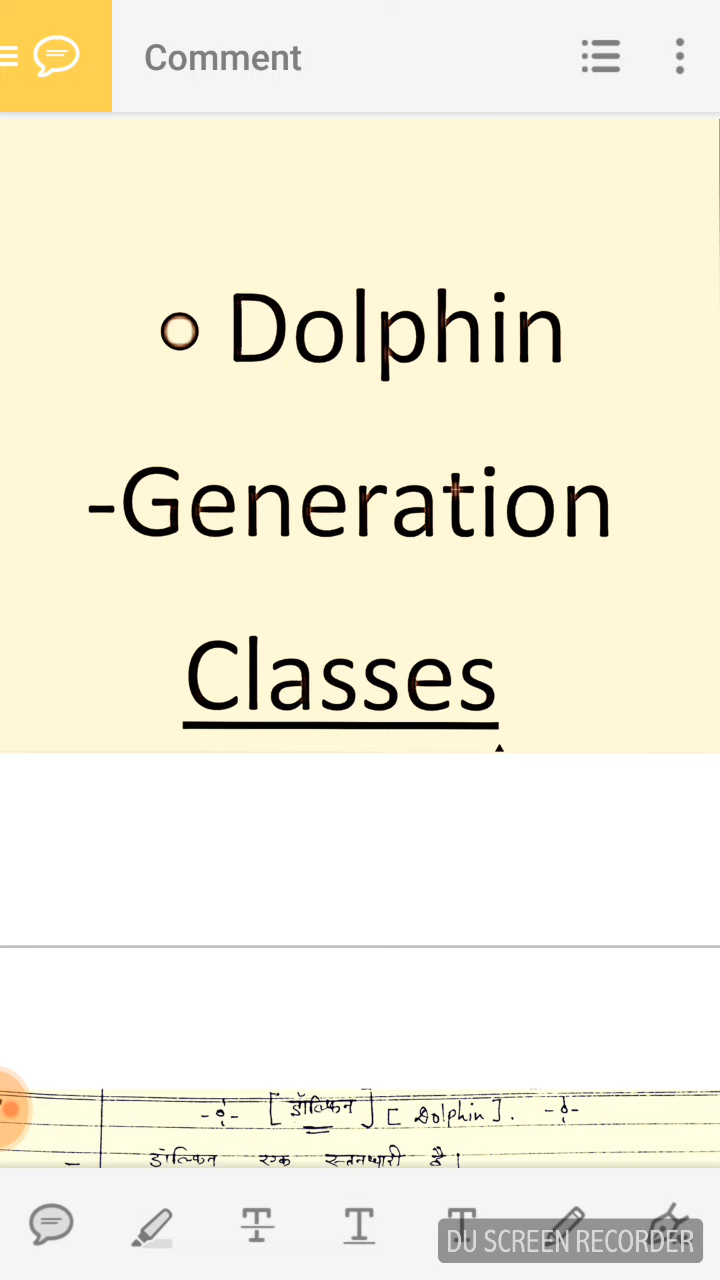 Comment
Dolphin
-Generation
Classes
[डॉल्फिन] [Dolphin].
डॉल्फिन एक स्तनधारी है।
DU SCREEN RECORDER